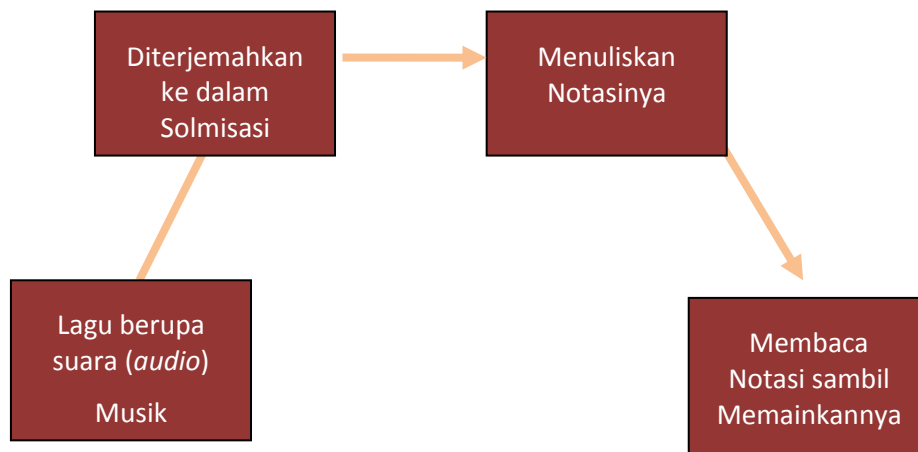 Diterjemahkan
ke dalam
Solmisasi
Menuliskan
Notasinya
Lagu berupa
suara (audio)
Musik
Membaca
Notasi sambil
Memainkannya